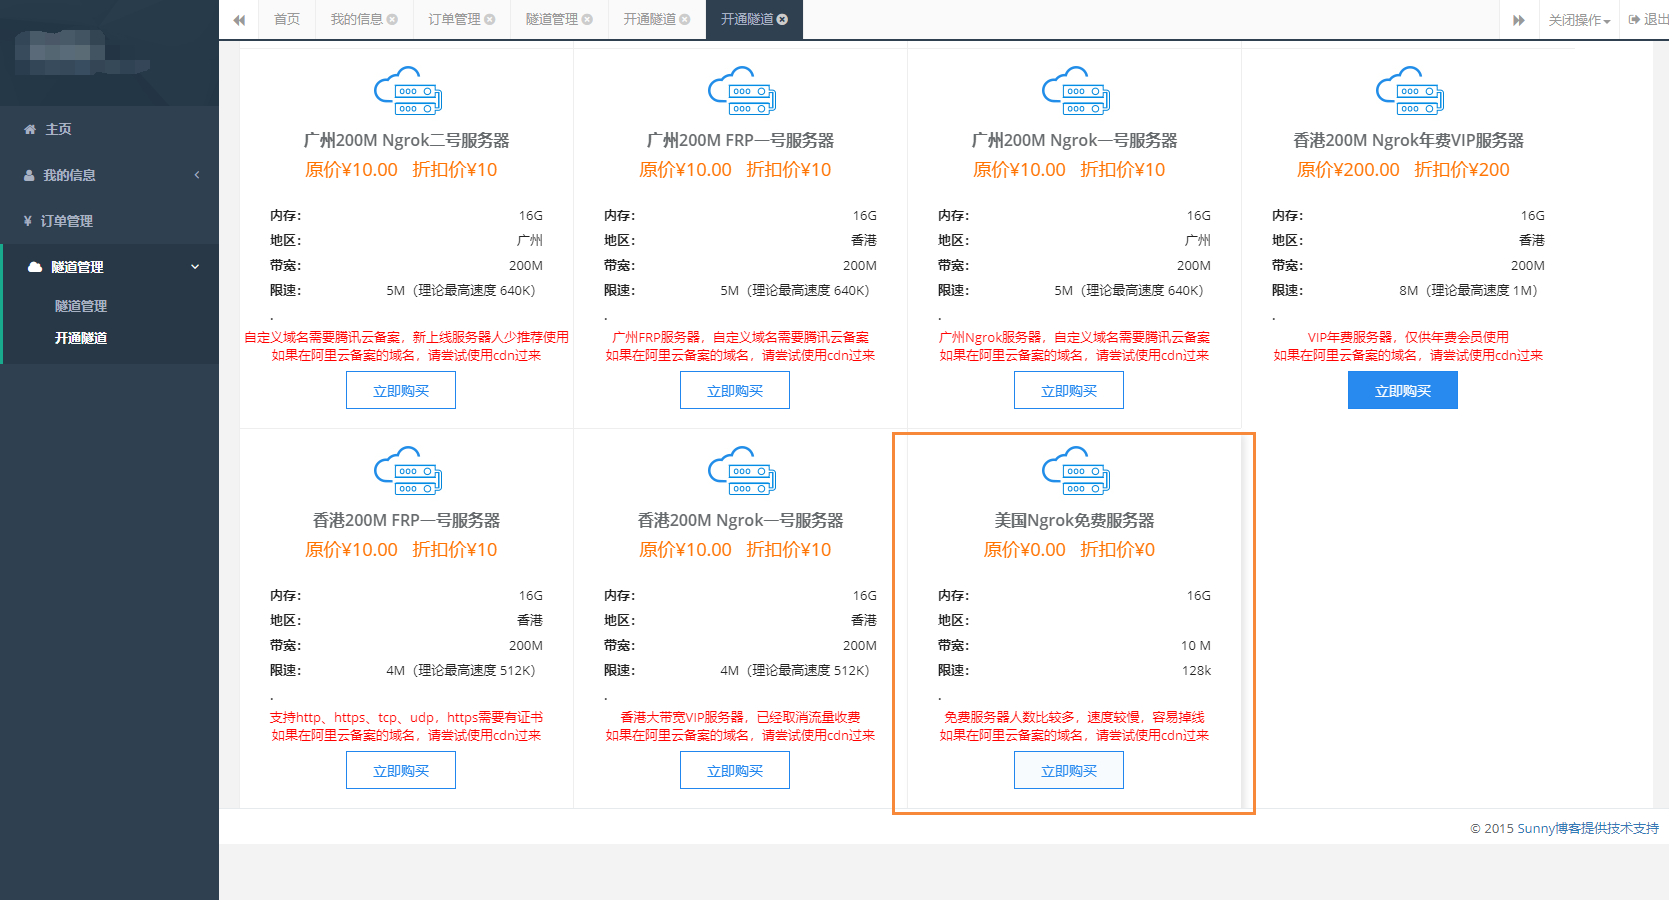 首页
我的信息
订单管理
隧道管理
开通隧道
开通隧道
关闭操作
退出
主页
我的信息
¥ 订单管理
隧道管理
隧道管理
开通隧道
广州200M Ngrok二号服务器
原价¥10.00 折扣价¥10
内存： 16G
地区： 广州
带宽： 200M
限速： 5M（理论最高速度 640K）
.
自定义域名需要腾讯云备案，新上线服务器人少推荐使用
如果在阿里云备案的域名，请尝试使用cdn过来
立即购买
广州200M FRP一号服务器
原价¥10.00 折扣价¥10
内存： 16G
地区： 香港
带宽： 200M
限速： 5M（理论最高速度 640K）
.
广州FRP服务器，自定义域名需要腾讯云备案
如果在阿里云备案的域名，请尝试使用cdn过来
立即购买
广州200M Ngrok一号服务器
原价¥10.00 折扣价¥10
内存： 16G
地区： 广州
带宽： 200M
限速： 5M（理论最高速度 640K）
.
广州Ngrok服务器，自定义域名需要腾讯云备案
如果在阿里云备案的域名，请尝试使用cdn过来
立即购买
香港200M Ngrok年费VIP服务器
原价¥200.00 折扣价¥200
内存： 16G
地区： 香港
带宽： 200M
限速： 8M（理论最高速度 1M）
.
VIP年费服务器，仅供年费会员使用
如果在阿里云备案的域名，请尝试使用cdn过来
立即购买
香港200M FRP一号服务器
原价¥10.00 折扣价¥10
内存： 16G
地区： 香港
带宽： 200M
限速： 4M（理论最高速度 512K）
.
支持http、https、tcp、udp，https需要有证书
如果在阿里云备案的域名，请尝试使用cdn过来
立即购买
香港200M Ngrok一号服务器
原价¥10.00 折扣价¥10
内存： 16G
地区： 香港
带宽： 200M
限速： 4M（理论最高速度 512K）
.
香港大带宽VIP服务器，已经取消流量收费
如果在阿里云备案的域名，请尝试使用cdn过来
立即购买
美国Ngrok免费服务器
原价¥0.00 折扣价¥0
内存： 16G
地区：
带宽： 10 M
限速： 128k
.
免费服务器人数比较多，速度较慢，容易掉线
如果在阿里云备案的域名，请尝试使用cdn过来
立即购买
© 2015 Sunny博客提供技术支持